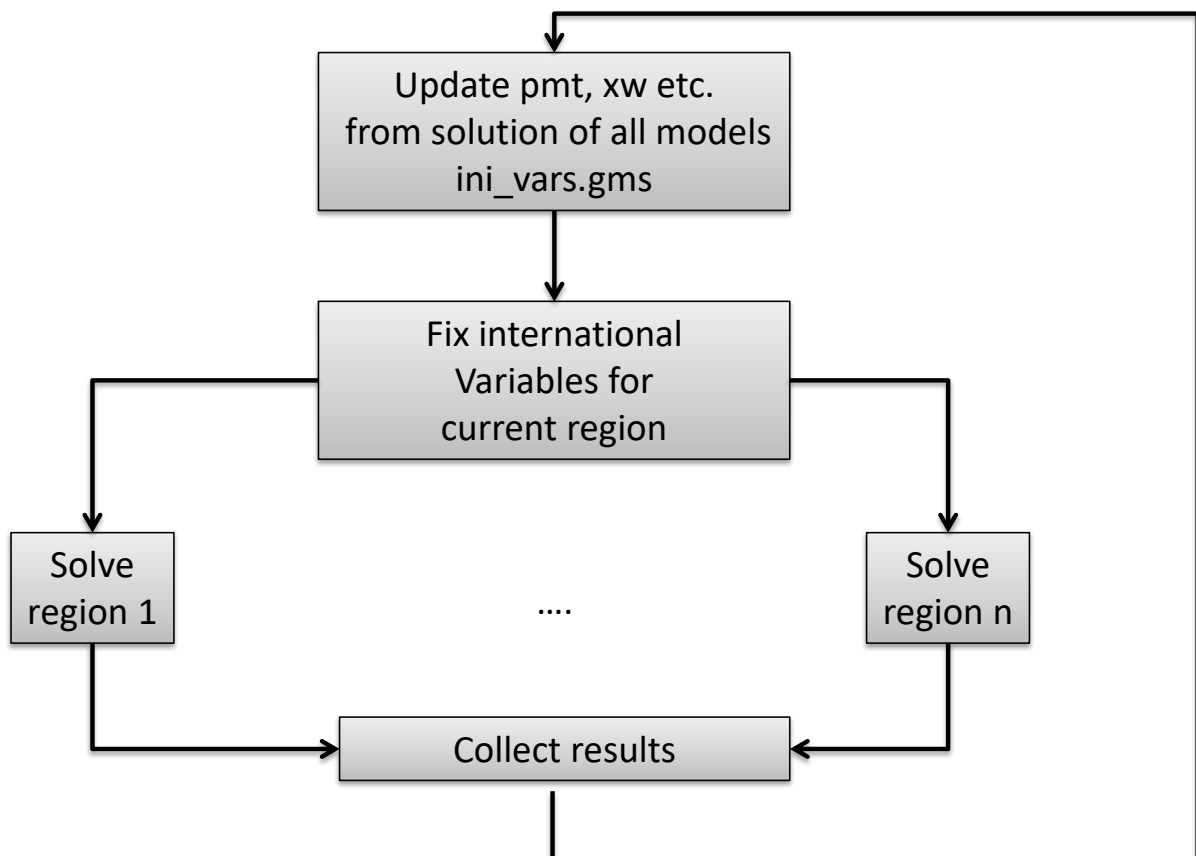 Update pmt, xw etc.
from solution of all models
ini_vars.gms
Fix international
Variables for
current region
Solve
region 1
....
Solve
region n
Collect results